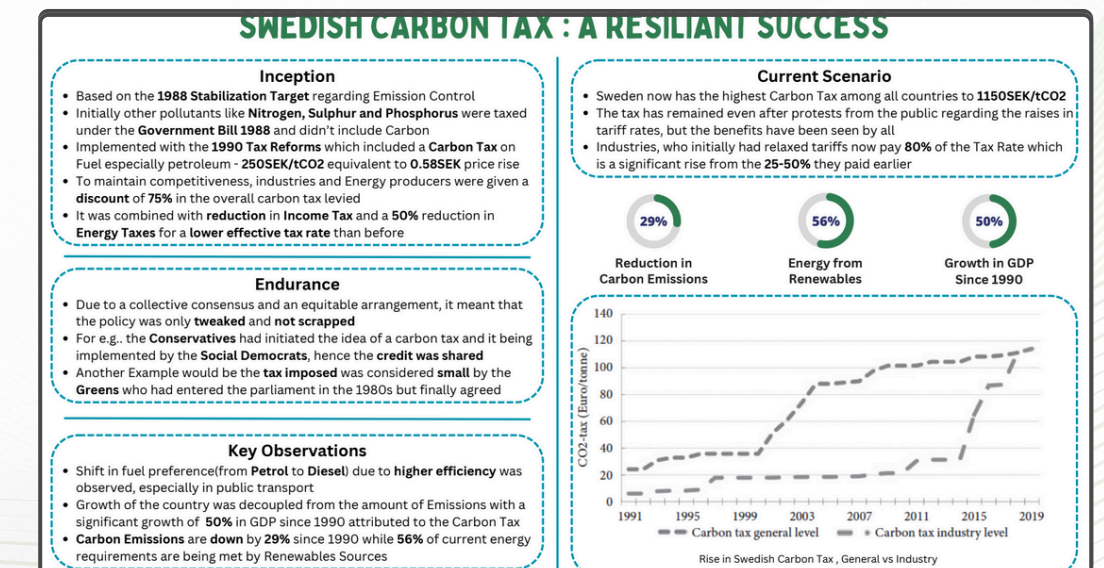 SWEDISH CARBON TAX : A RESILIANT SUCCESS
Inception
• Based on the 1988 Stabilization Target regarding Emission Control
• Initially other pollutants like Nitrogen, Sulphur and Phosphorus were taxed
under the Government Bill 1988 and didn't include Carbon
• Implemented with the 1990 Tax Reforms which included a Carbon Tax on
Fuel especially petroleum - 250SEK/tCO2 equivalent to 0.58SEK price rise
• To maintain competitiveness, industries and Energy producers were given a
discount of 75% in the overall carbon tax levied
• It was combined with reduction in Income Tax and a 50% reduction in
Energy Taxes for a lower effective tax rate than before
Endurance
• Due to a collective consensus and an equitable arrangement, it meant that
the policy was only tweaked and not scrapped
• For e.g.. the Conservatives had initiated the idea of a carbon tax and it being
implemented by the Social Democrats, hence the credit was shared
• Another Example would be the tax imposed was considered small by the
Greens who had entered the parliament in the 1980s but finally agreed
Key Observations
• Shift in fuel preference(from Petrol to Diesel) due to higher efficiency was
observed, especially in public transport
• Growth of the country was decoupled from the amount of Emissions with a
significant growth of 50% in GDP since 1990 attributed to the Carbon Tax
• Carbon Emissions are down by 29% since 1990 while 56% of current energy
requirements are being met by Renewables Sources
Current Scenario
• Sweden now has the highest Carbon Tax among all countries to 1150SEK/tCO2
• The tax has remained even after protests from the public regarding the raises in
tariff rates, but the benefits have been seen by all
• Industries, who initially had relaxed tariffs now pay 80% of the Tax Rate which
is a significant rise from the 25-50% they paid earlier
29% 56% 50%
Reduction in Energy from Growth in GDP
Carbon Emissions Renewables Since 1990
CO2-tax (Euro/tonne)
140
120
100
80
60
40
20
0
1991 1995 1999 2003 2007 2011 2015 2019
Carbon tax general level Carbon tax industry level
Rise in Swedish Carbon Tax , General vs Industry